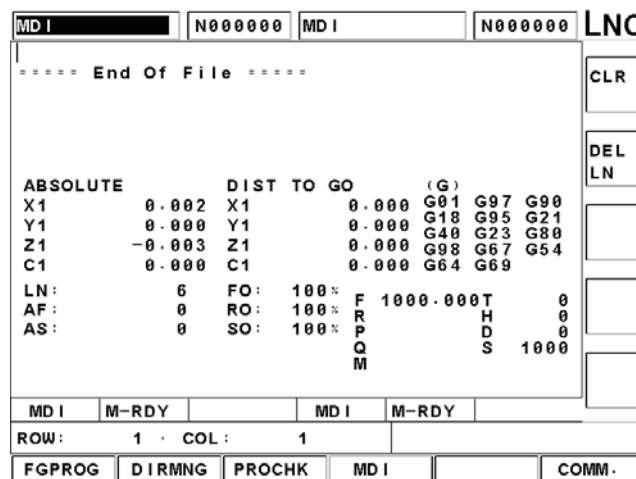 MDI N000000 MDI N000000 LNC
===== End Of File =====
CLR
DEL
LN
ABSOLUTE DIST TO GO (G)
X1 0.002 X1 0.000 G01 G97 G90
Y1 0.000 Y1 0.000 G18 G95 G21
Z1 -0.003 Z1 0.000 G40 G23 G80
C1 0.000 C1 0.000 G98 G67 G54
G64 G69
LN: 6 FO: 100% F 1000.000 T 0
AF: 0 RO: 100% R H 0
AS: 0 SO: 100% P D 0
Q S 1000
M
MDI M-RDY MDI M-RDY
ROW: 1 · COL: 1
FGPROG DIRMNG PROCHK MDI COMM.